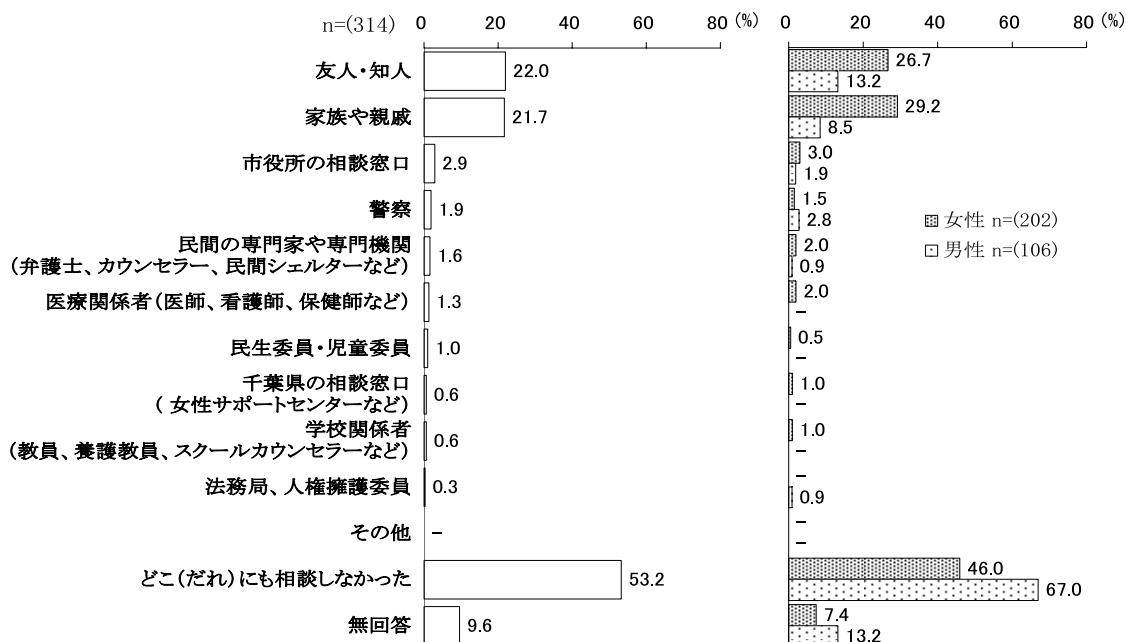 n=(314)
0 20 40 60 80 (%)
0 20 40 60 80 (%)
友人・知人 22.0 26.7
13.2
家族や親戚 21.7 29.2
8.5
市役所の相談窓口 2.9 3.0
1.9
警察 1.9 1.5
2.8
女性 n=(202)
男性 n=(106)
民間の専門家や専門機関
(弁護士、カウンセラー、民間シェルターなど) 1.6 2.0
0.9
医療関係者(医師、看護師、保健師など) 1.3 2.0
–
民生委員・児童委員 1.0 0.5
–
千葉県の相談窓口
( 女性サポートセンターなど) 0.6 1.0
–
学校関係者
(教員、養護教員、スクールカウンセラーなど) 0.6 1.0
–
法務局、人権擁護委員 0.3 –
0.9
その他 – –
–
どこ(だれ)にも相談しなかった 53.2 46.0
67.0
無回答 9.6 7.4
13.2